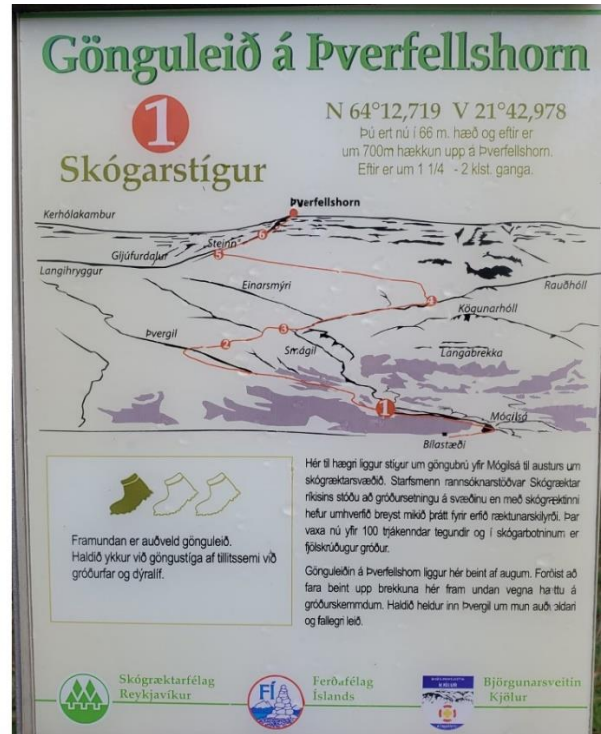 Gönguleið á Þverfellshorn
1
Skógarstígur
N 64°12,719 V 21°42,978
Þú ert nú í 66 m. hæð og eftir er
um 700m hækkun upp á Þverfellshorn.
Eftir er um 1 1/4 - 2 klst. ganga.
Þverfellshorn
Kerhólakambur
6
„Steinn“
Gljúfurdalur
5
Langihryggur
Einarsmýri
Rauðhóll
4
Kögunarhóll
Þvergil
3
2
Smágil
Langabrekka
1
Mógilsá
Bílastæði
Framundan er auðveld gönguleið.
Haldið ykkur við göngustíga af tillitssemi við
gróðurfar og dýralíf.
Hér til hægri liggur stígur um göngubrú yfir Mógilsá til austurs um
skógræktarsvæðið. Starfsmenn rannsóknarstöðvar Skógræktar
ríkisins stóðu að gróðursetningu á svæðinu en með skógræktinni
hefur umhverfið breyst mikið þrátt fyrir erfið ræktunarskilyrði. Þar
vaxa nú yfir 100 trjákenndar tegundir og í skógarbotninum er
fjölskrúðugur gróður.
Gönguleiðin á Þverfellshorn liggur hér beint af augum. Forðist að
fara beint upp brekkuna hér fram undan vegna hættu á
gróðurskemmdum. Haldið heldur inn Þvergil um mun auðveldari
og fallegri leið.
Skógræktarfélag
Reykjavíkur
FÍ
Ferðafélag
Íslands
Björgunarsveitin
Kjölur